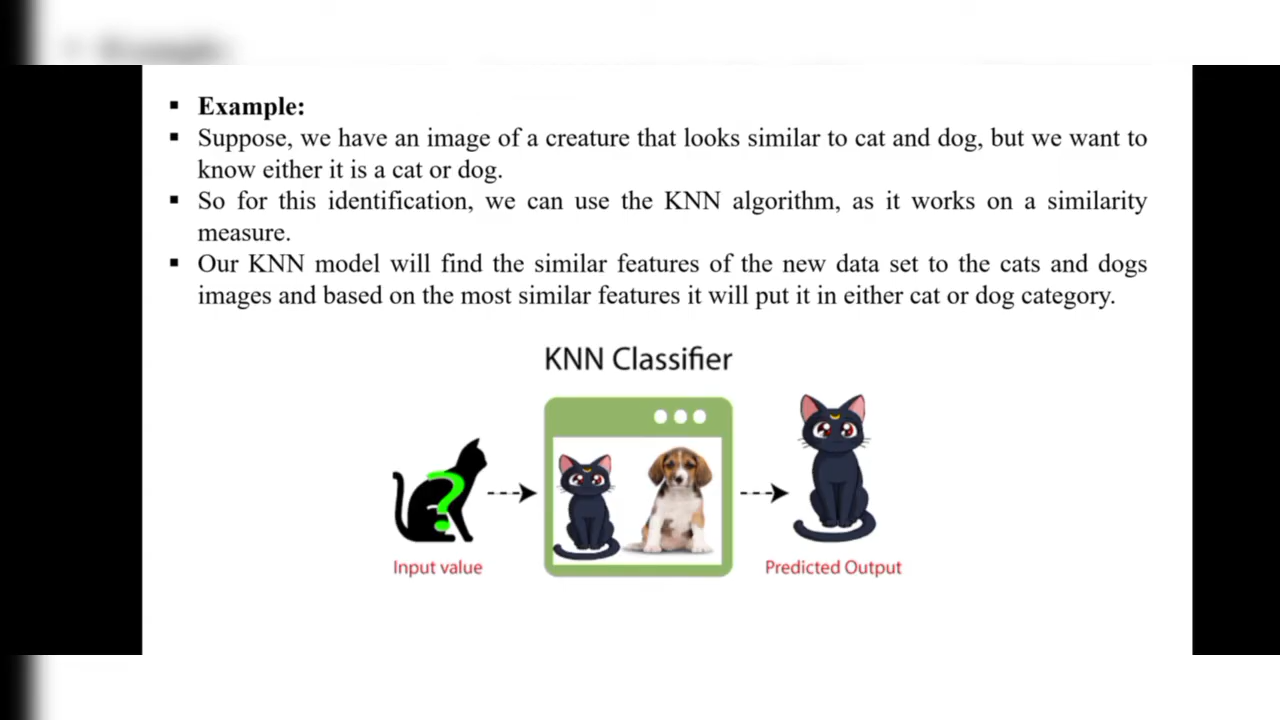 Example:
Suppose, we have an image of a creature that looks similar to cat and dog, but we want to
know either it is a cat or dog.
So for this identification, we can use the KNN algorithm, as it works on a similarity
measure.
Our KNN model will find the similar features of the new data set to the cats and dogs
images and based on the most similar features it will put it in either cat or dog category.
KNN Classifier
?
Input value
Predicted Output